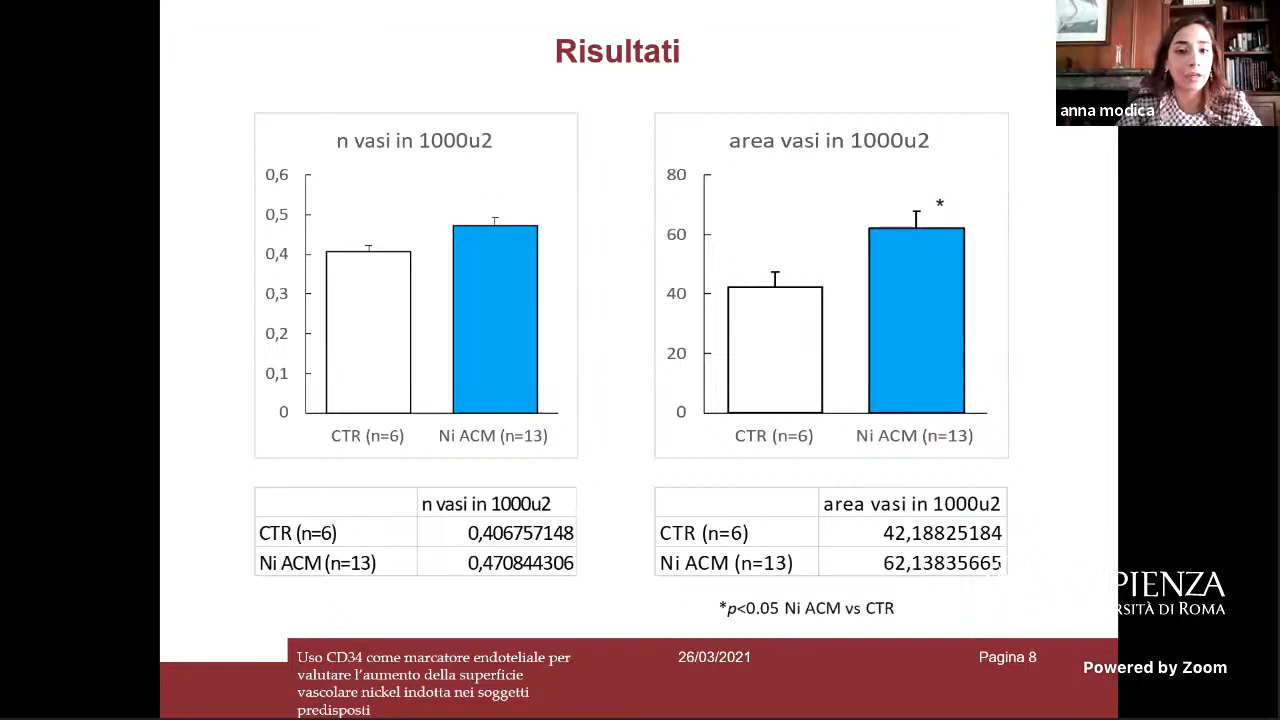 Risultati
anna modica
n vasi in 1000u2
0,6
0,5
0,4
0,3
0,2
0,1
0
CTR (n=6)
Ni ACM (n=13)
area vasi in 1000u2
80
*
60
40
20
0
CTR (n=6)
Ni ACM (n=13)
n vasi in 1000u2
CTR (n=6) 0,406757148
Ni ACM (n=13) 0,470844306
area vasi in 1000u2
CTR (n=6) 42,18825184
Ni ACM (n=13) 62,13835665
*p<0.05 Ni ACM vs CTR
PIENZA
RSITÀ DI ROMA
Uso CD34 come marcatore endoteliale per
valutare l'aumento della superficie
vascolare nickel indotta nei soggetti
predisposti
26/03/2021
Pagina 8
Powered by Zoom